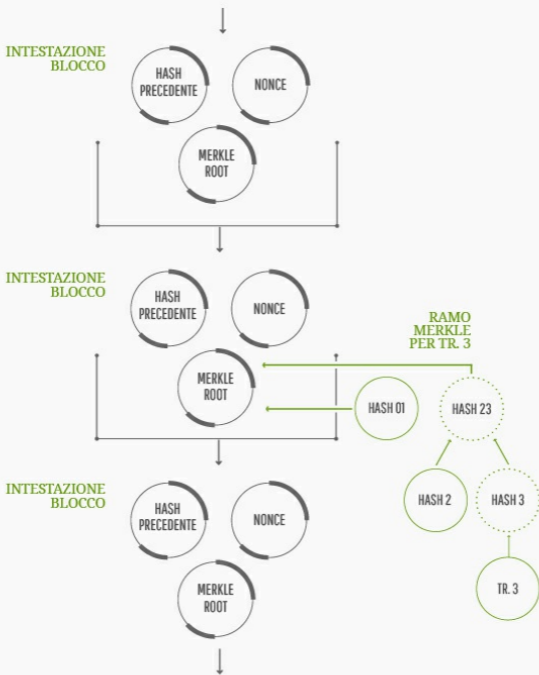 INTESTAZIONE
BLOCCO
HASH
PRECEDENTE
NONCE
MERKLE
ROOT
INTESTAZIONE
BLOCCO
HASH
PRECEDENTE
NONCE
MERKLE
ROOT
RAMO
MERKLE
PER TR. 3
HASH 01
HASH 23
HASH 2
HASH 3
TR. 3
INTESTAZIONE
BLOCCO
HASH
PRECEDENTE
NONCE
MERKLE
ROOT